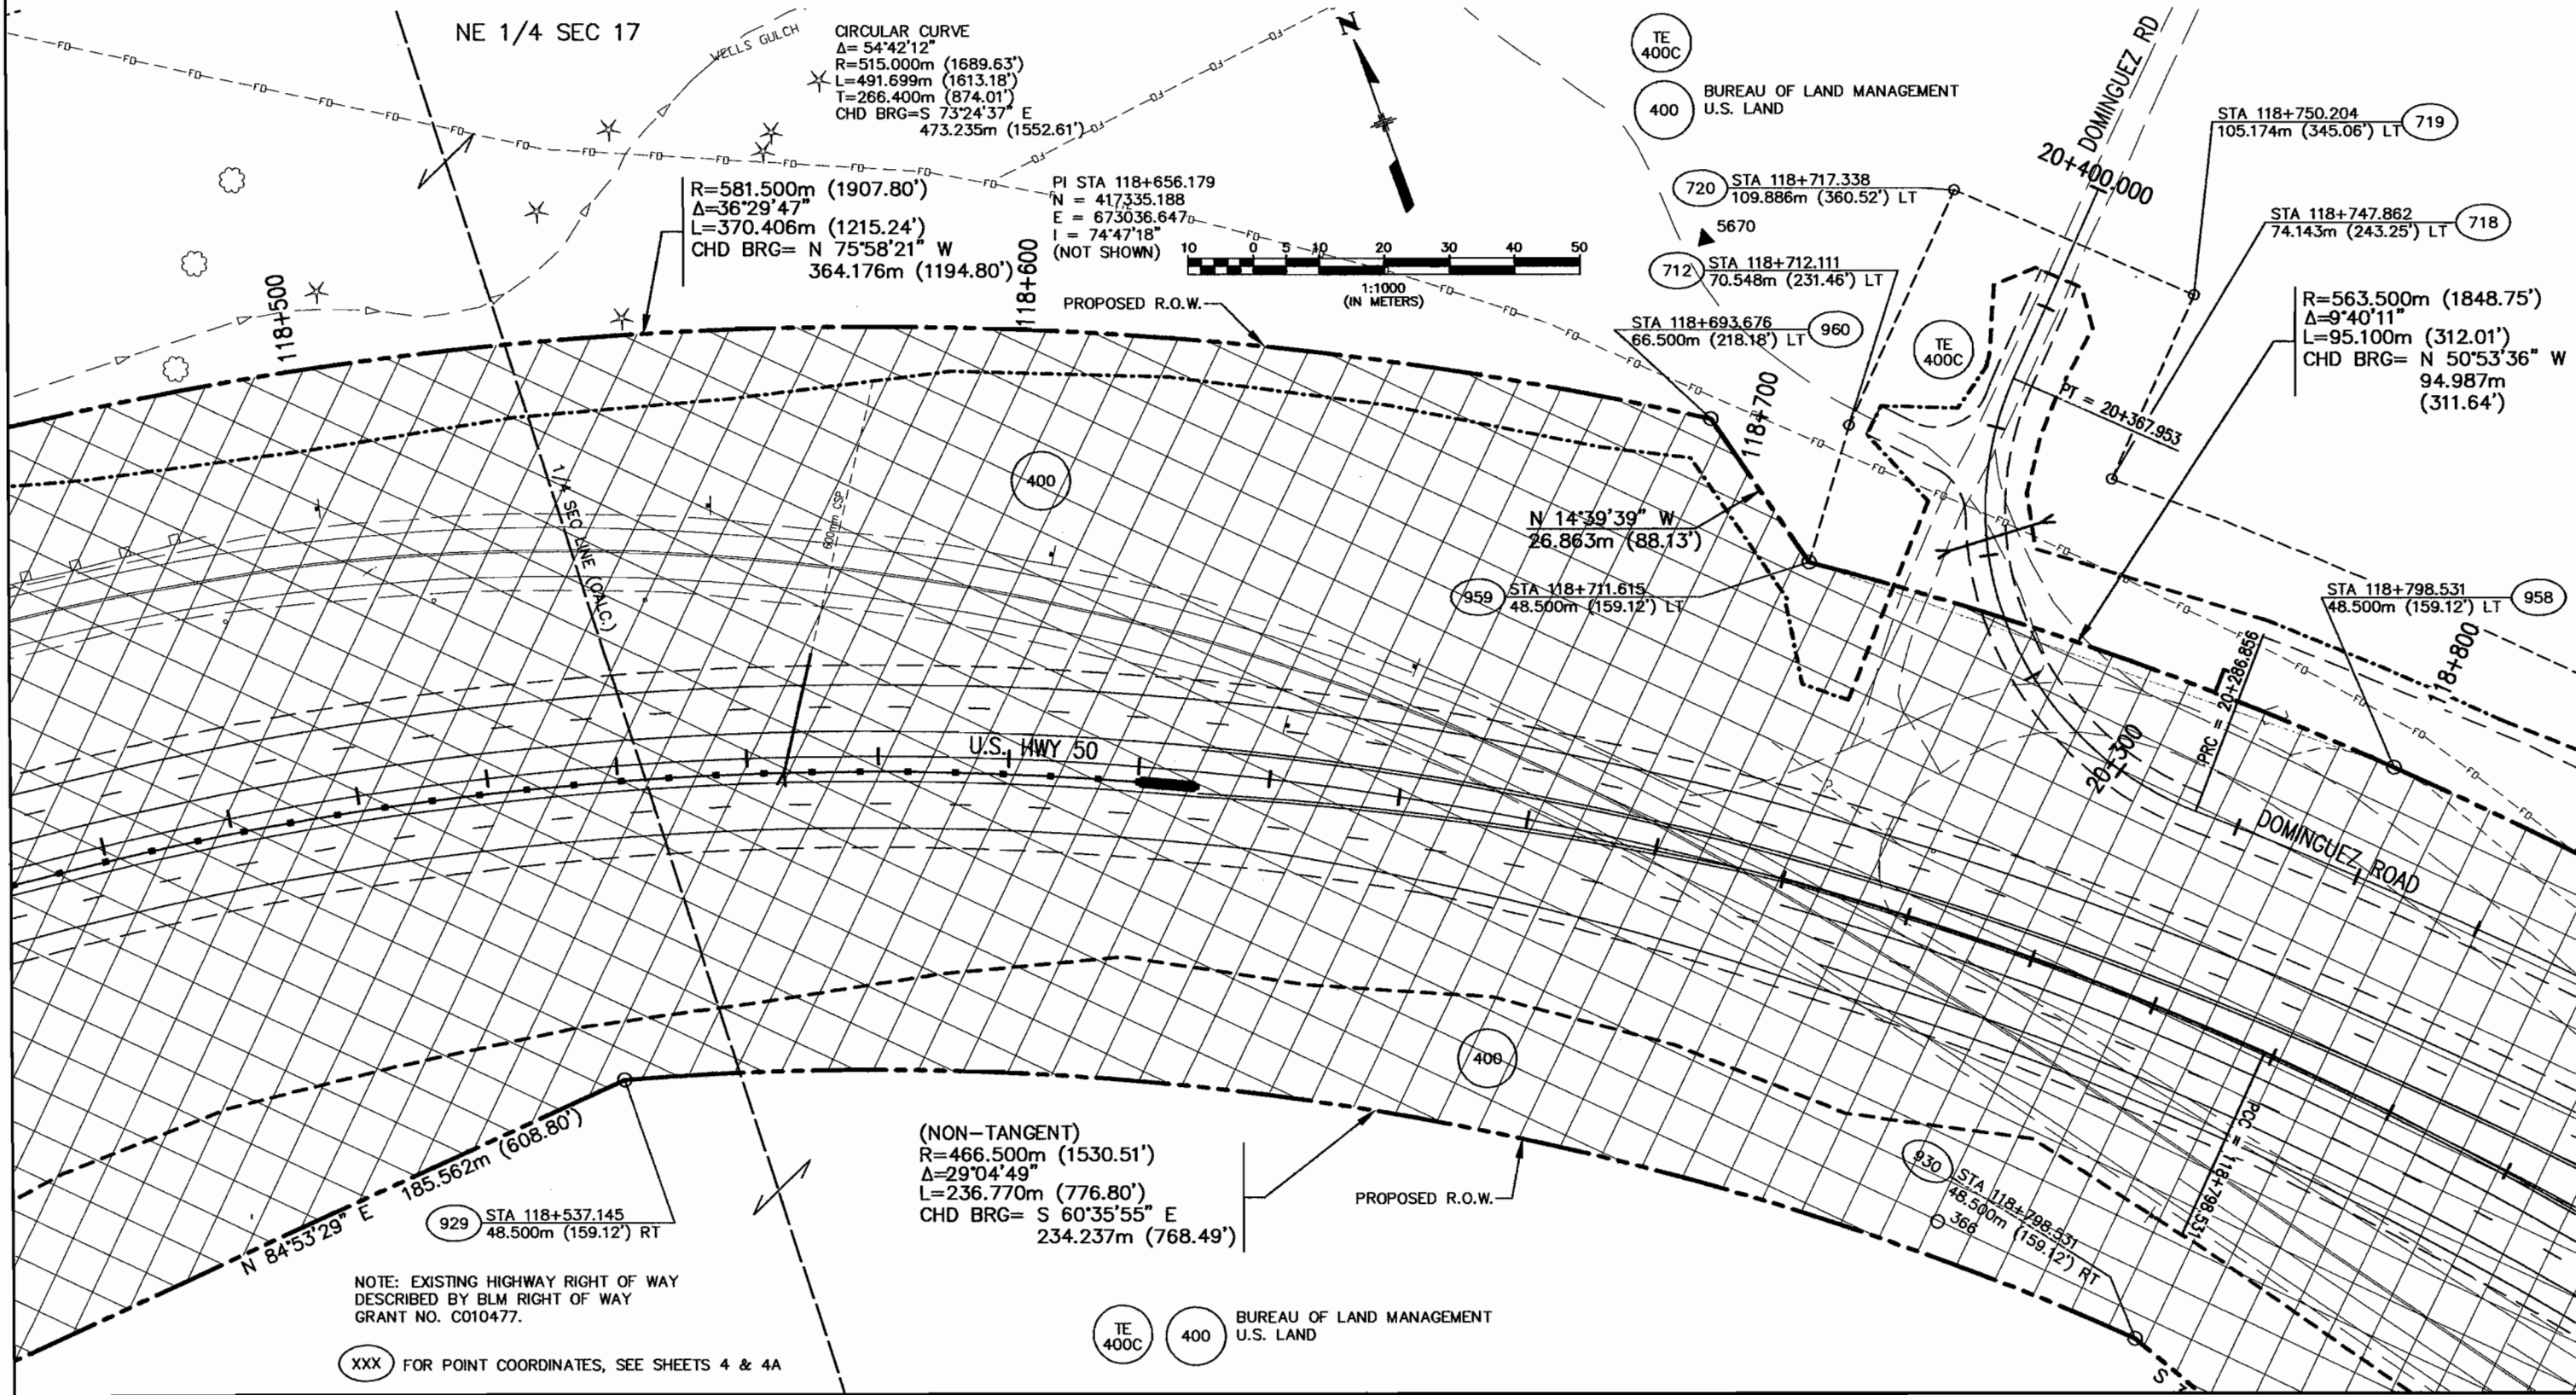 NE 1/4 SEC 17
WELLS GULCH
CIRCULAR CURVE
Δ= 54°42'12"
R=515.000m (1689.63')
L=491.699m (1613.18')
T=266.400m (874.01')
CHD BRG=S 73°24'37" E
473.235m (1552.61')
N
TE
400C
400
BUREAU OF LAND MANAGEMENT
U.S. LAND
DOMINGUEZ RD
20+400.000
STA 118+750.204
105.174m (345.06') LT
719
720
STA 118+717.338
109.886m (360.52') LT
STA 118+747.862
74.143m (243.25') LT
718
R=581.500m (1907.80')
Δ=36°29'47"
L=370.406m (1215.24')
CHD BRG= N 75°58'21" W
364.176m (1194.80')
PI STA 118+656.179
N = 417335.188
E = 673036.647
I = 74°47'18"
(NOT SHOWN)
10 0 5 10 20 30 40 50
1:1000
(IN METERS)
5670
712
STA 118+712.111
70.548m (231.46') LT
STA 118+693.676
66.500m (218.18') LT
960
TE
400C
R=563.500m (1848.75')
Δ=9°40'11"
L=95.100m (312.01')
CHD BRG= N 50°53'36" W
94.987m
(311.64')
118+500
118+600
PROPOSED R.O.W.
118+700
PT = 20+367.953
400
1/4 SEC LINE (CALC.)
600mm CSP
N 14°39'39" W
26.863m (88.13')
959
STA 118+711.615
48.500m (159.12') LT
STA 118+798.531
48.500m (159.12') LT
958
118+800
PRC = 20+286.856
20+300
U.S. HWY 50
DOMINGUEZ ROAD
400
PCC = 118+798.531
(NON-TANGENT)
R=466.500m (1530.51')
Δ=29°04'49"
L=236.770m (776.80')
CHD BRG= S 60°35'55" E
234.237m (768.49')
PROPOSED R.O.W.
930
STA 118+798.531
48.500m (159.12') RT
366
N 84°53'29" E 185.562m (608.80')
929
STA 118+537.145
48.500m (159.12') RT
NOTE: EXISTING HIGHWAY RIGHT OF WAY
DESCRIBED BY BLM RIGHT OF WAY
GRANT NO. C010477.
XXX FOR POINT COORDINATES, SEE SHEETS 4 & 4A
TE
400C
400
BUREAU OF LAND MANAGEMENT
U.S. LAND